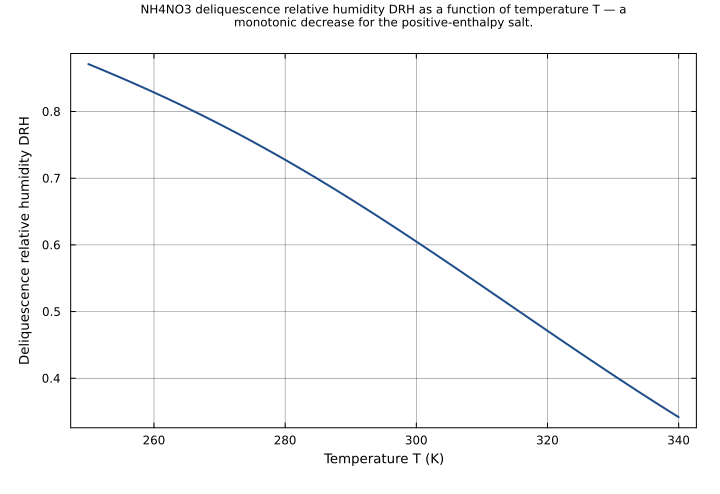 NH4NO3 deliquescence relative humidity DRH as a function of temperature T — a
monotonic decrease for the positive-enthalpy salt.
Deliquescence relative humidity DRH
0.8
0.7
0.6
0.5
0.4
260 280 300 320 340
Temperature T (K)